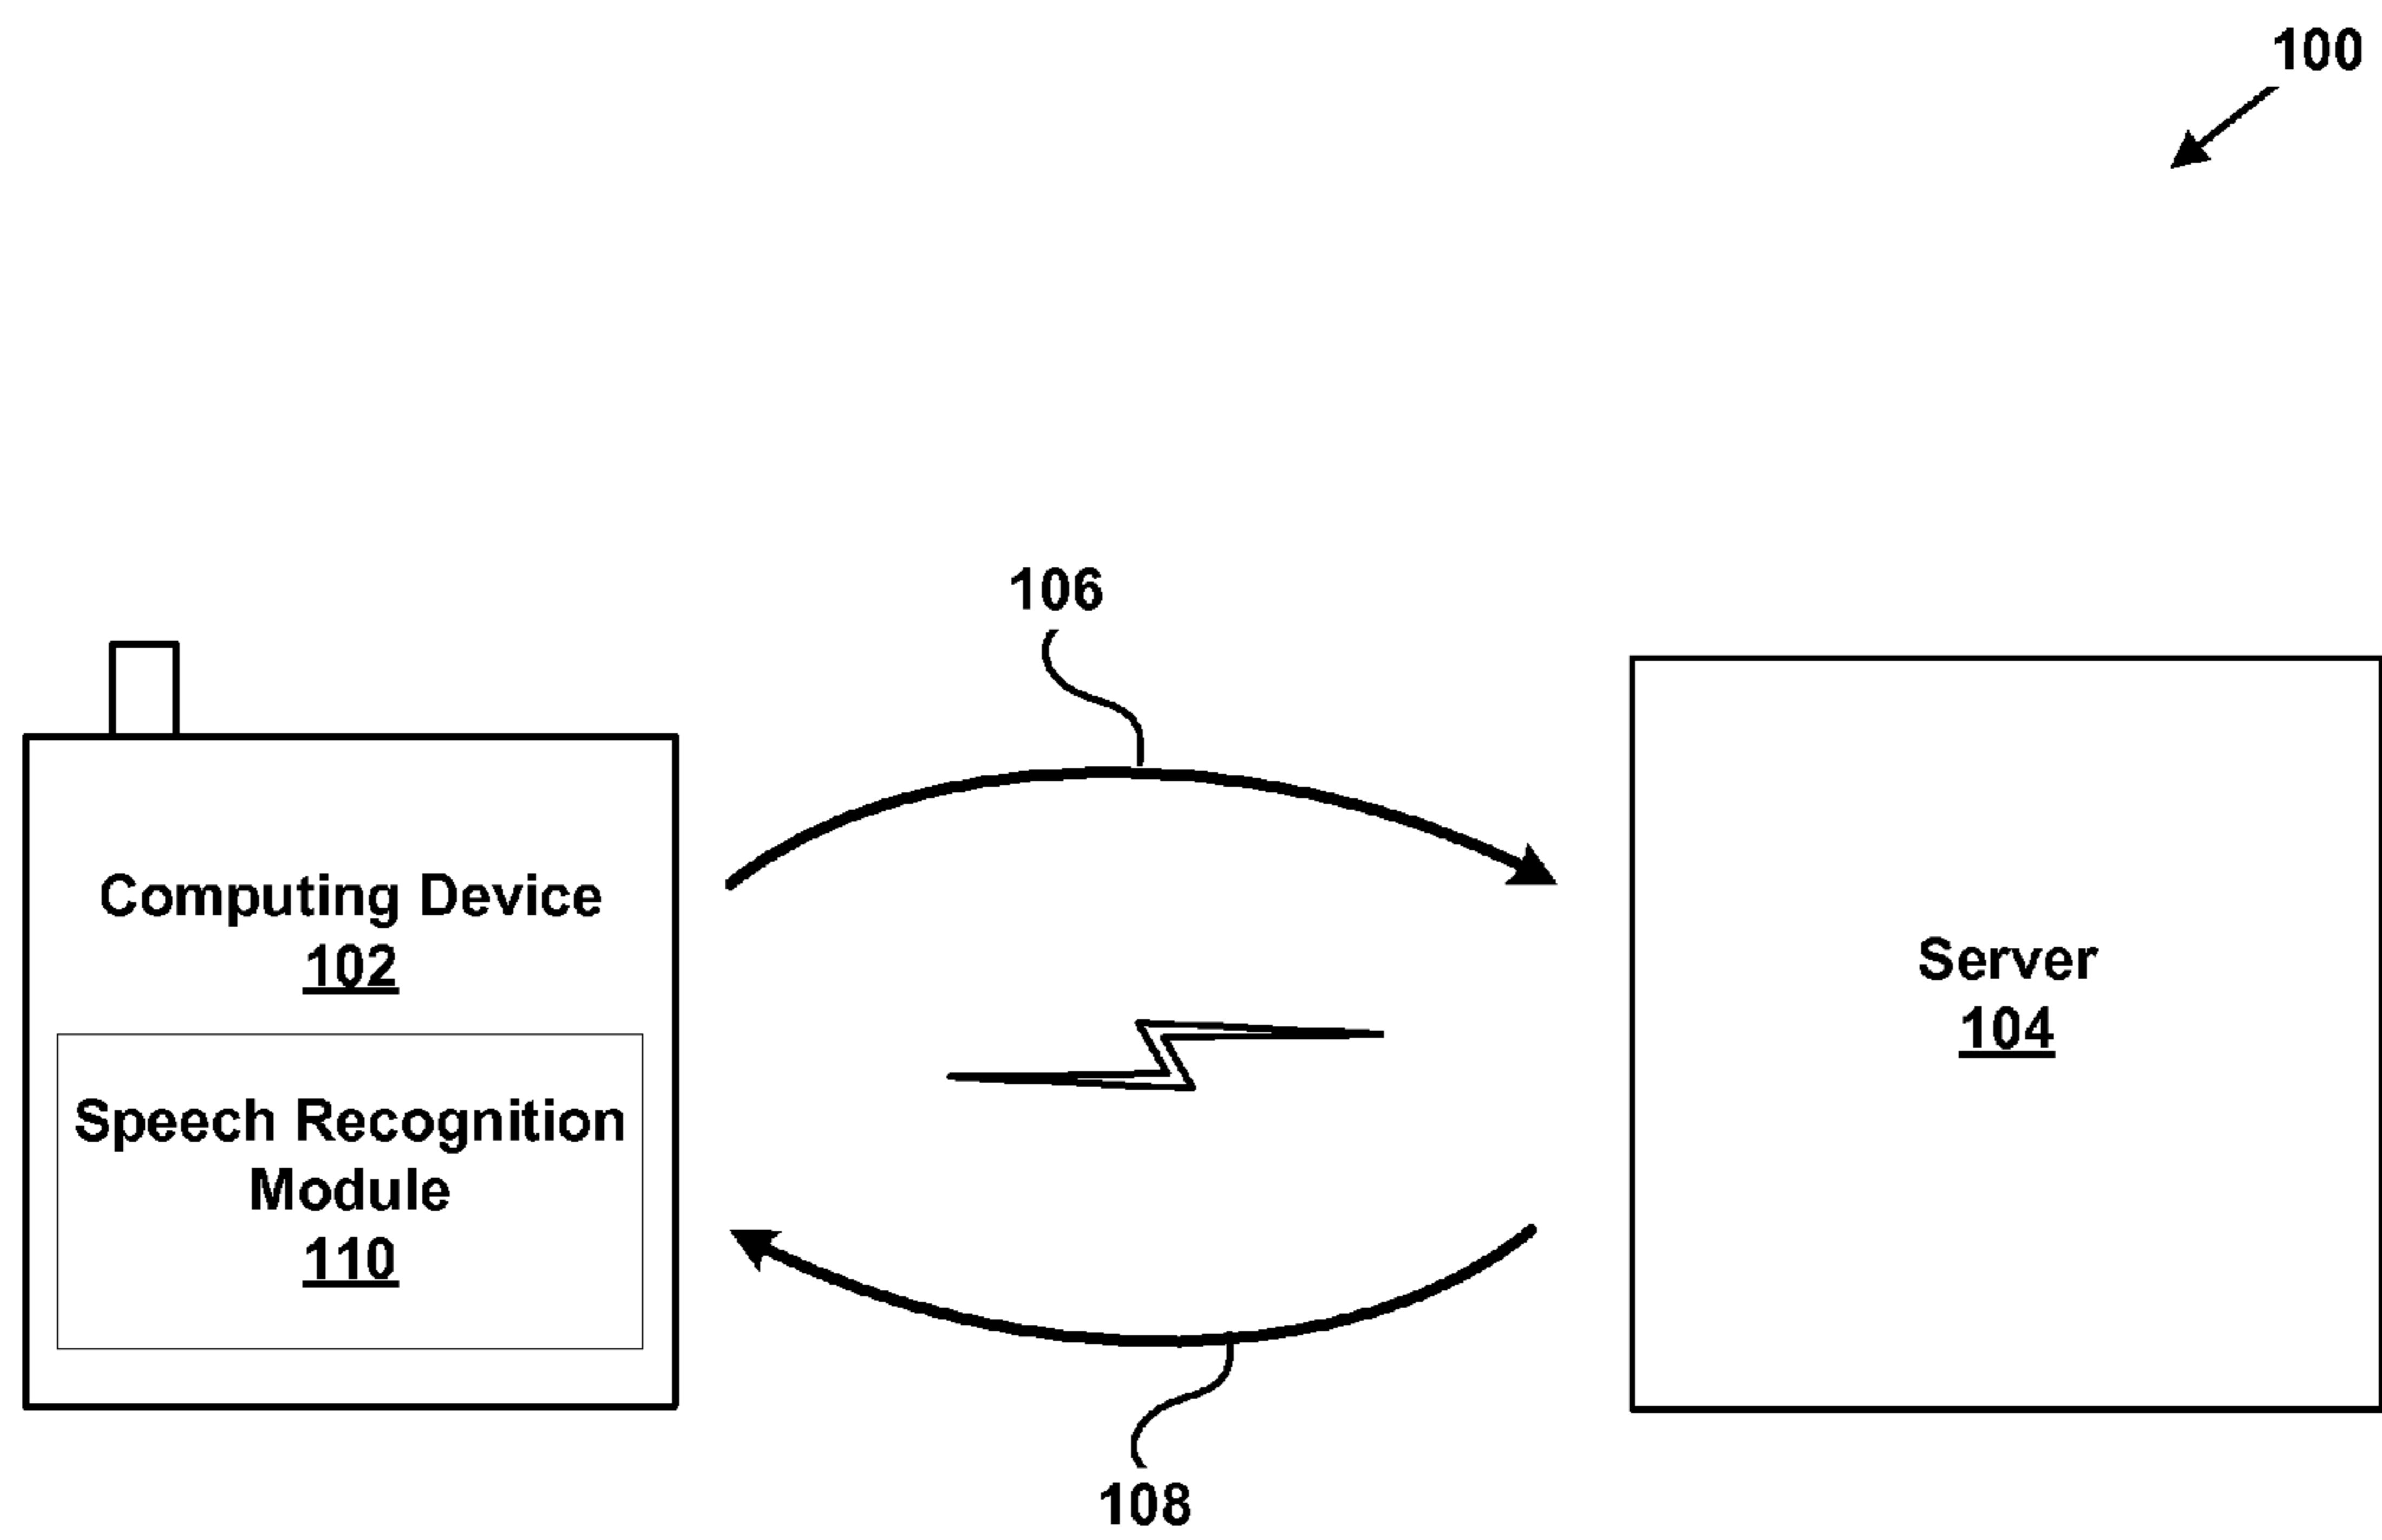 100
106
Computing Device
102
Speech Recognition
Module
110
Server
104
108